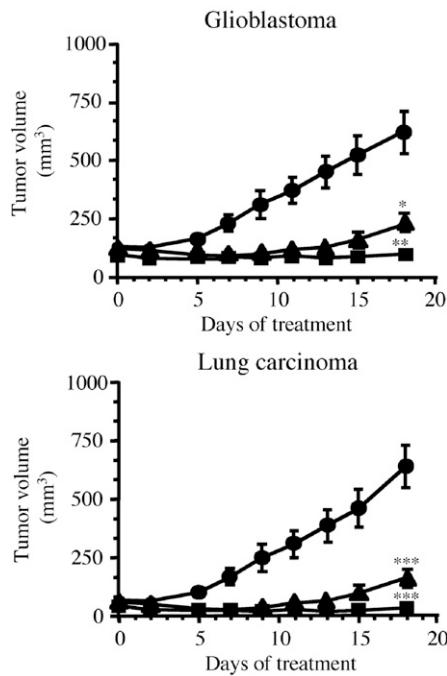 Glioblastoma
Tumor volume
(mm³)
1000
750
500
250
0
*
**
0 5 10 15 20
Days of treatment
Lung carcinoma
Tumor volume
(mm³)
1000
750
500
250
0
***
***
0 5 10 15 20
Days of treatment